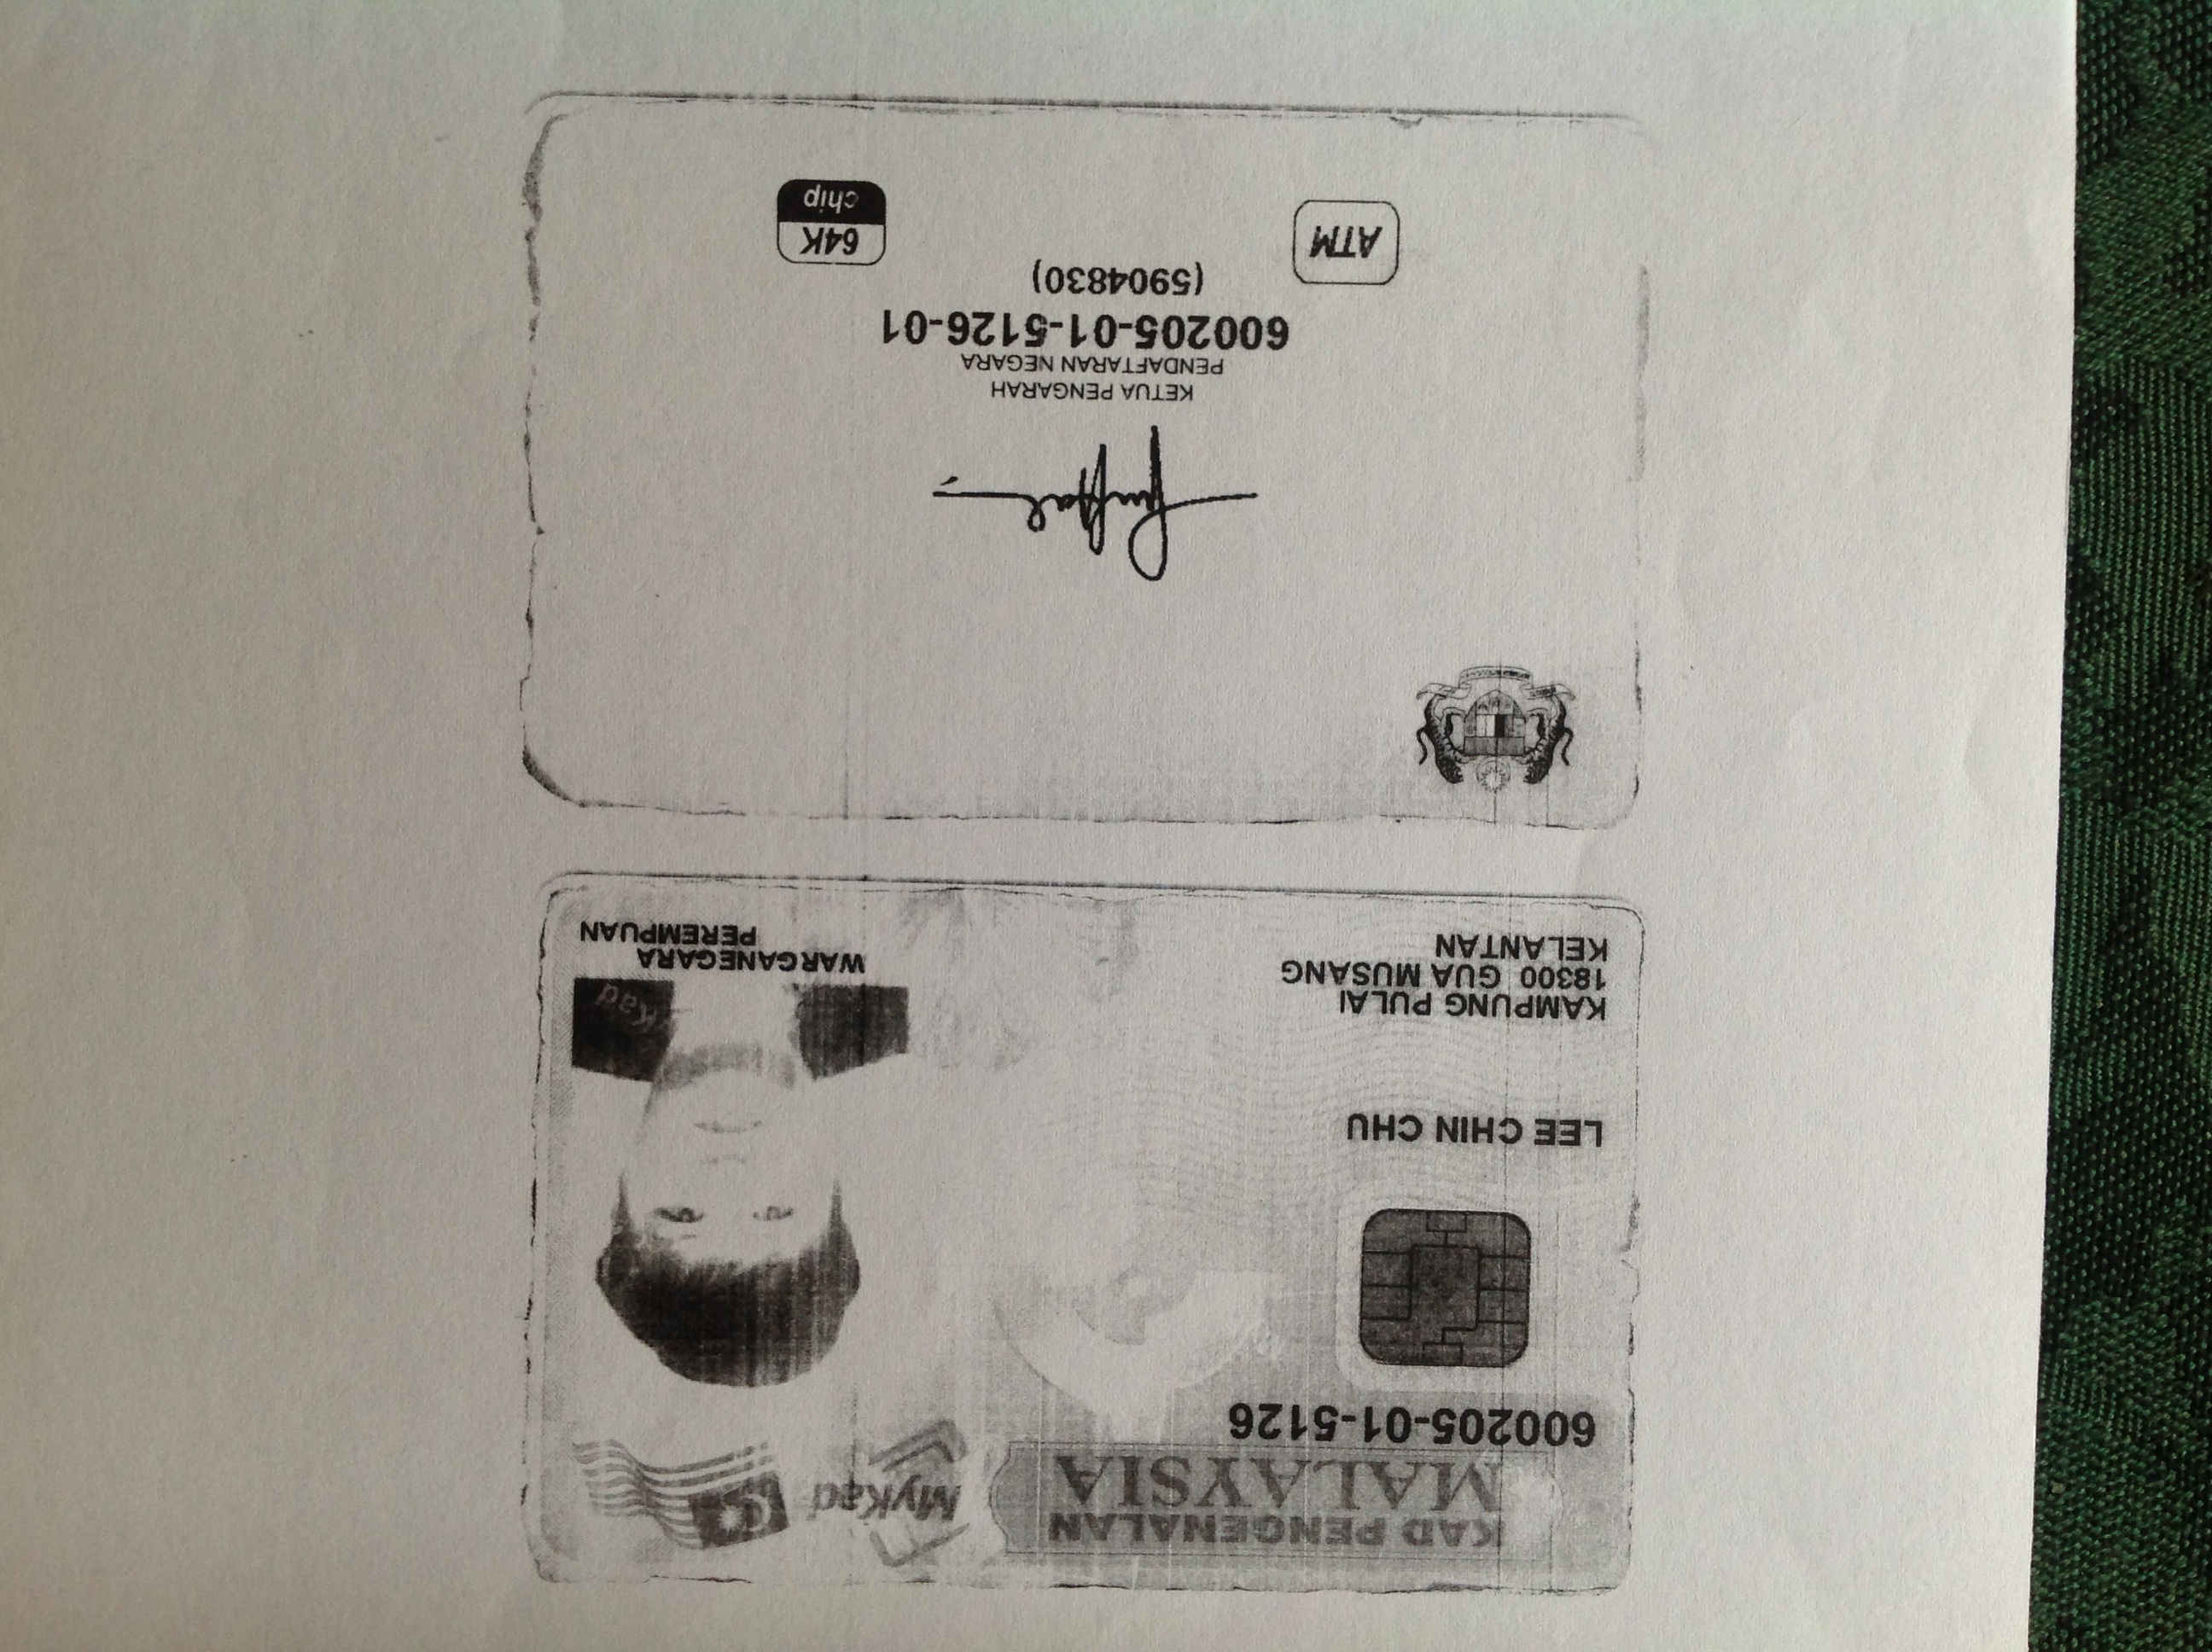 KAD PENGENALAN
MALAYSIA
MyKad
600205-01-5126
LEE CHIN CHU
KAMPUNG PULAI
18300 GUA MUSANG
KELANTAN
Kad
WARGANEGARA
PEREMPUAN
KETUA PENGARAH
PENDAFTARAN NEGARA
600205-01-5126-01
(5904830)
ATM
64K
chip